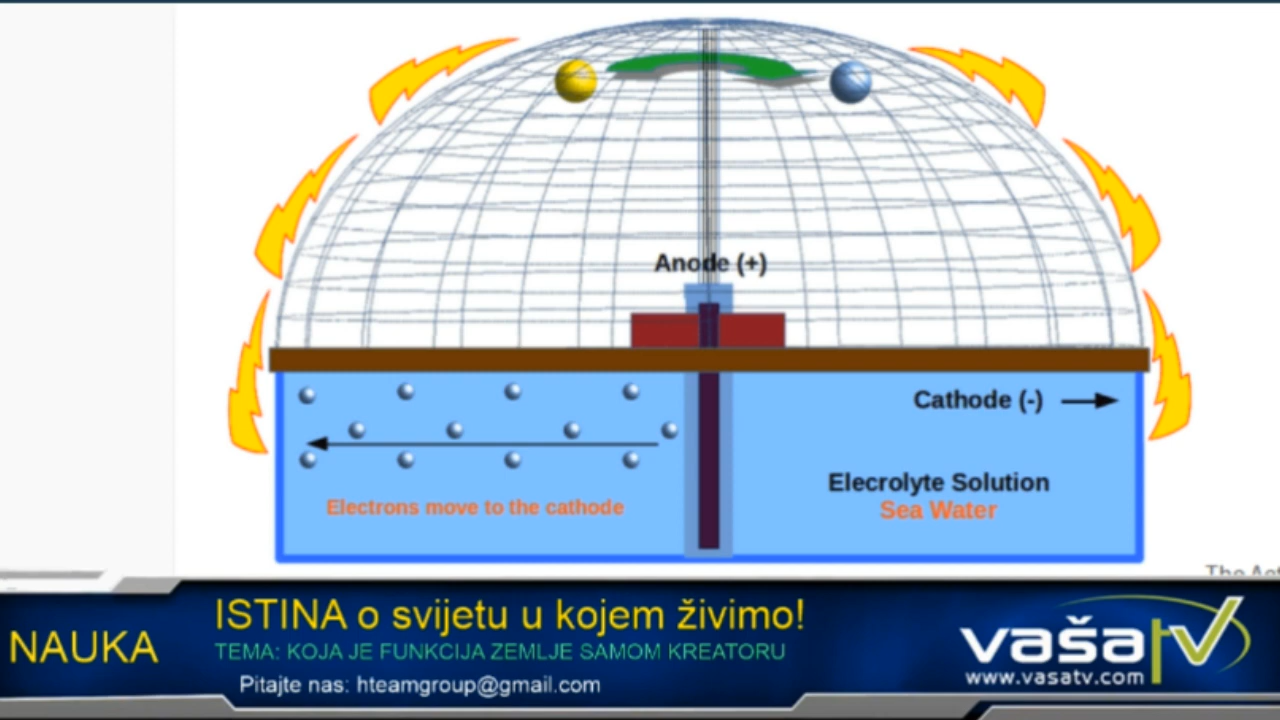 Anode (+)
Cathode (-)
Elecrolyte Solution
Sea Water
Electrons move to the cathode
NAUKA
ISTINA o svijetu u kojem živimo!
TEMA: KOJA JE FUNKCIJA ZEMLJE SAMOM KREATORU
Pitajte nas: hteamgroup@gmail.com
vaša tv
www.vasatv.com